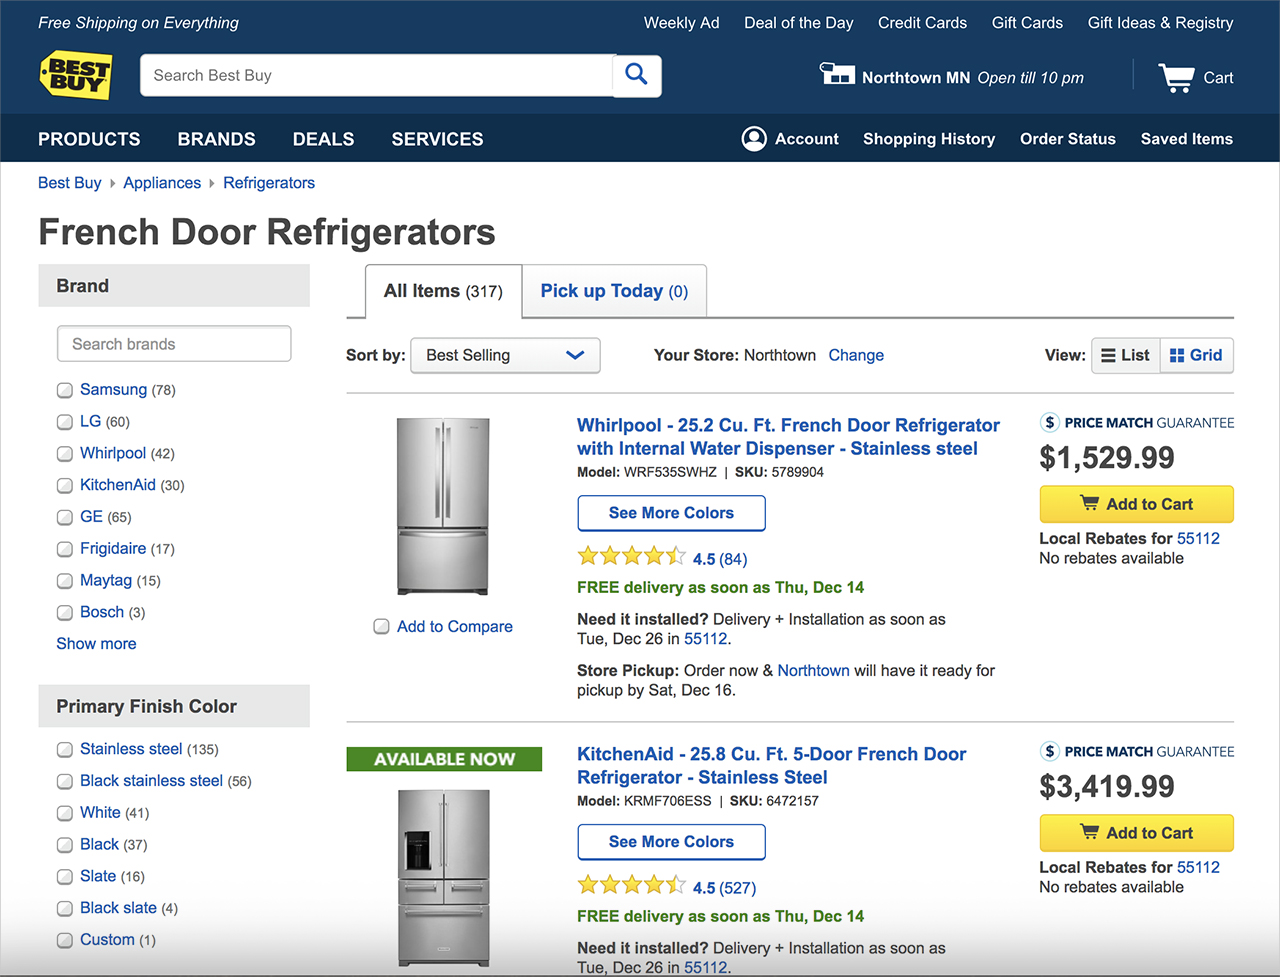 Free Shipping on Everything
Weekly Ad Deal of the Day Credit Cards Gift Cards Gift Ideas & Registry
BEST BUY
Search Best Buy
Northtown MN Open till 10 pm
Cart
PRODUCTS BRANDS DEALS SERVICES
Account Shopping History Order Status Saved Items
Best Buy Appliances Refrigerators
French Door Refrigerators
Brand
Search brands
Samsung (78)
LG (60)
Whirlpool (42)
KitchenAid (30)
GE (65)
Frigidaire (17)
Maytag (15)
Bosch (3)
Show more
Primary Finish Color
Stainless steel (135)
Black stainless steel (56)
White (41)
Black (37)
Slate (16)
Black slate (4)
Custom (1)
All Items (317) Pick up Today (0)
Sort by: Best Selling
Your Store: Northtown Change
View: List Grid
Add to Compare
Whirlpool - 25.2 Cu. Ft. French Door Refrigerator
with Internal Water Dispenser - Stainless steel
Model: WRF535SWHZ | SKU: 5789904
See More Colors
4.5 (84)
FREE delivery as soon as Thu, Dec 14
Need it installed? Delivery + Installation as soon as
Tue, Dec 26 in 55112.
Store Pickup: Order now & Northtown will have it ready for
pickup by Sat, Dec 16.
$ PRICE MATCH GUARANTEE
$1,529.99
Add to Cart
Local Rebates for 55112
No rebates available
AVAILABLE NOW
KitchenAid - 25.8 Cu. Ft. 5-Door French Door
Refrigerator - Stainless Steel
Model: KRMF706ESS | SKU: 6472157
See More Colors
4.5 (527)
FREE delivery as soon as Thu, Dec 14
Need it installed? Delivery + Installation as soon as
Tue, Dec 26 in 55112.
$ PRICE MATCH GUARANTEE
$3,419.99
Add to Cart
Local Rebates for 55112
No rebates available